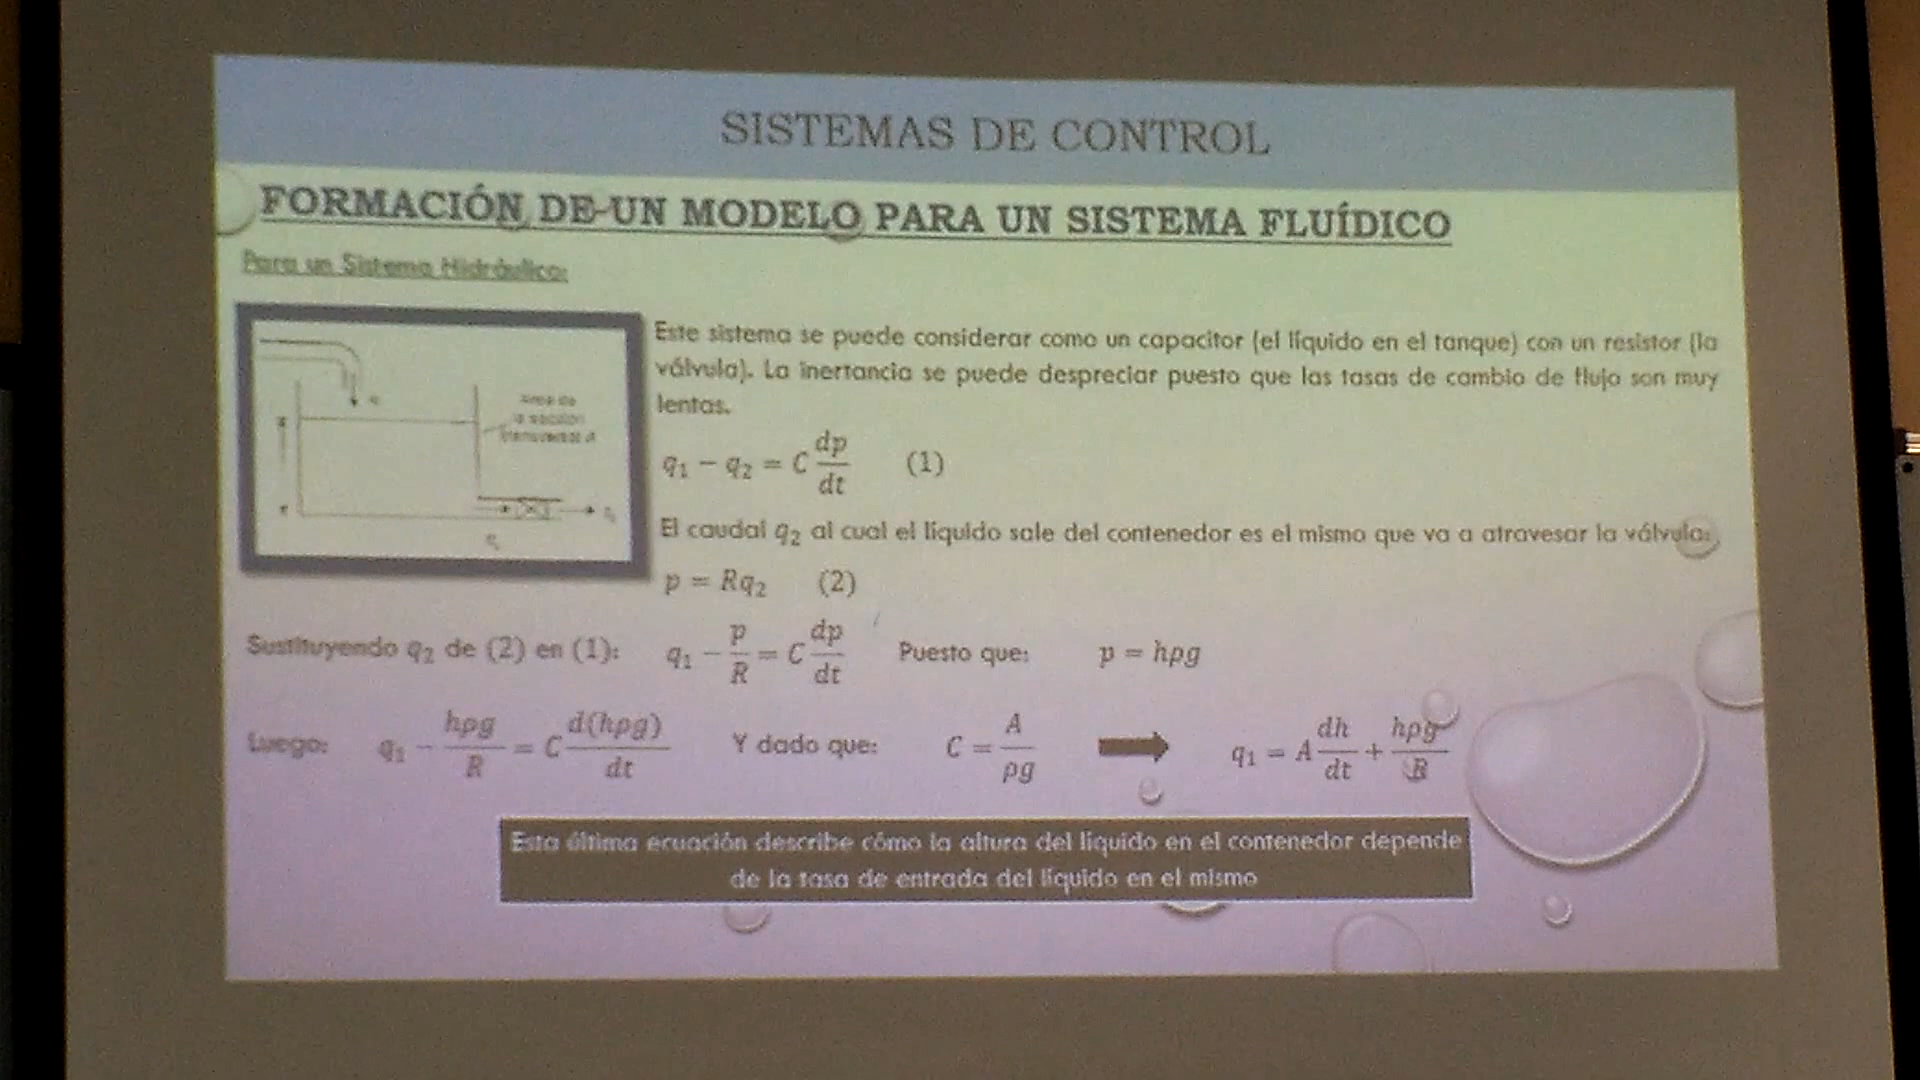 SISTEMAS DE CONTROL
FORMACIÓN DE UN MODELO PARA UN SISTEMA FLUÍDICO
Para un Sistema Hidráulico:
Este sistema se puede considerar como un capacitor (el líquido en el tanque) con un resistor (la
válvula). La inertancia se puede despreciar puesto que las tasas de cambio de flujo son muy
lentas.
Área de
la sección
transversal A
q₁ − q₂ = C dp/dt (1)
El caudal q₂ al cual el líquido sale del contenedor es el mismo que va a atravesar la válvula:
p = Rq₂ (2)
Sustituyendo q₂ de (2) en (1): q₁ − p/R = C dp/dt Puesto que: p = hρg
Luego: q₁ − hρg/R = C d(hρg)/dt Y dado que: C = A/ρg q₁ = A dh/dt + hρg/R
Esta última ecuación describe cómo la altura del líquido en el contenedor depende
de la tasa de entrada del líquido en el mismo